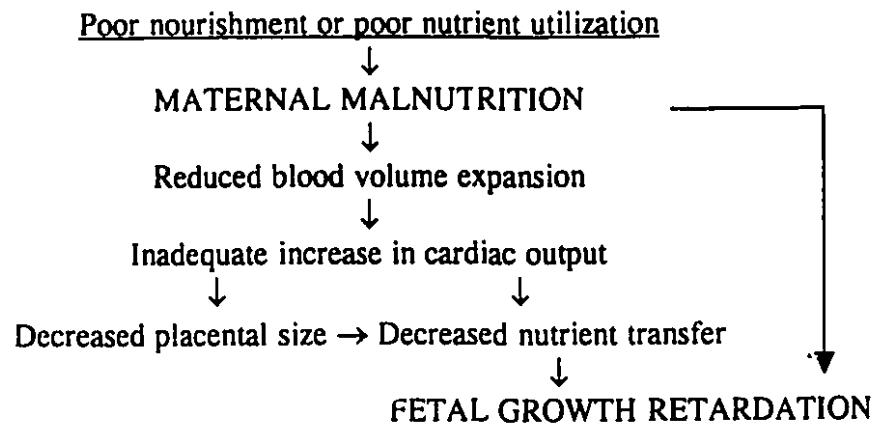 Poor nourishment or poor nutrient utilization
↓
MATERNAL MALNUTRITION
↓
Reduced blood volume expansion
↓
Inadequate increase in cardiac output
↓ ↓
Decreased placental size → Decreased nutrient transfer
↓
FETAL GROWTH RETARDATION